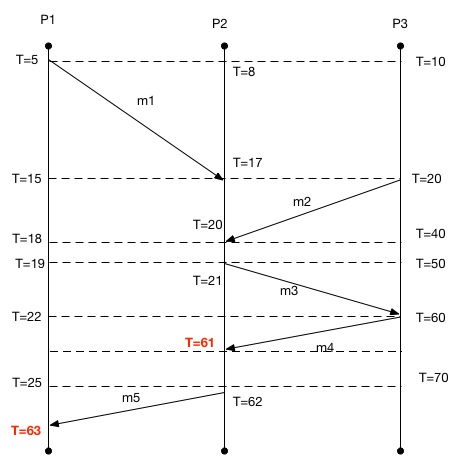 P1 P2 P3
T=5 T=8 T=10
m1
T=15 T=17 T=20
m2
T=18 T=20 T=40
T=19 T=21 T=50
m3
T=22 T=60
T=61 m4
T=25 T=62 T=70
m5
T=63